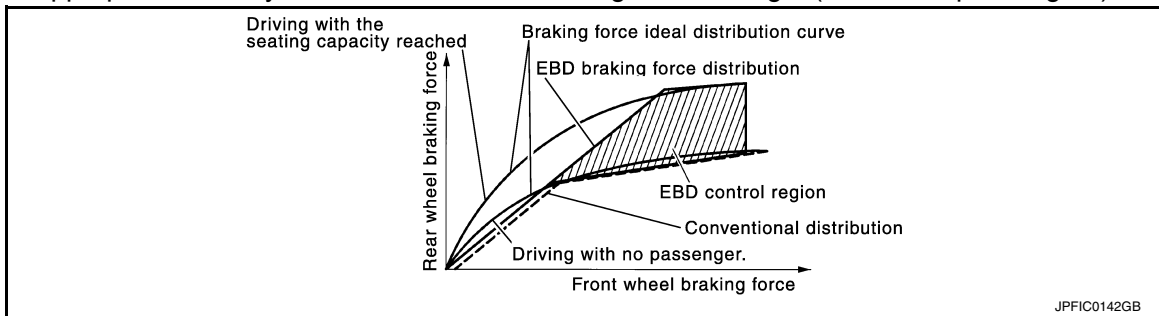 Driving with the
seating capacity reached
Braking force ideal distribution curve
EBD braking force distribution
Rear wheel braking force
EBD control region
Conventional distribution
Driving with no passenger.
Front wheel braking force
JPFIC0142GB